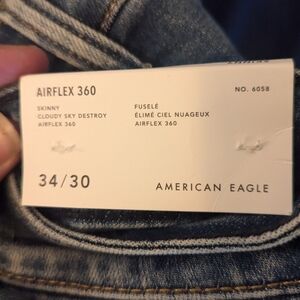 AIRFLEX 360
NO. 6058
SKINNY
CLOUDY SKY DESTROY
AIRFLEX 360
FUSELÉ
ÉLIMÉ CIEL NUAGEUX
AIRFLEX 360
34/30
AMERICAN EAGLE